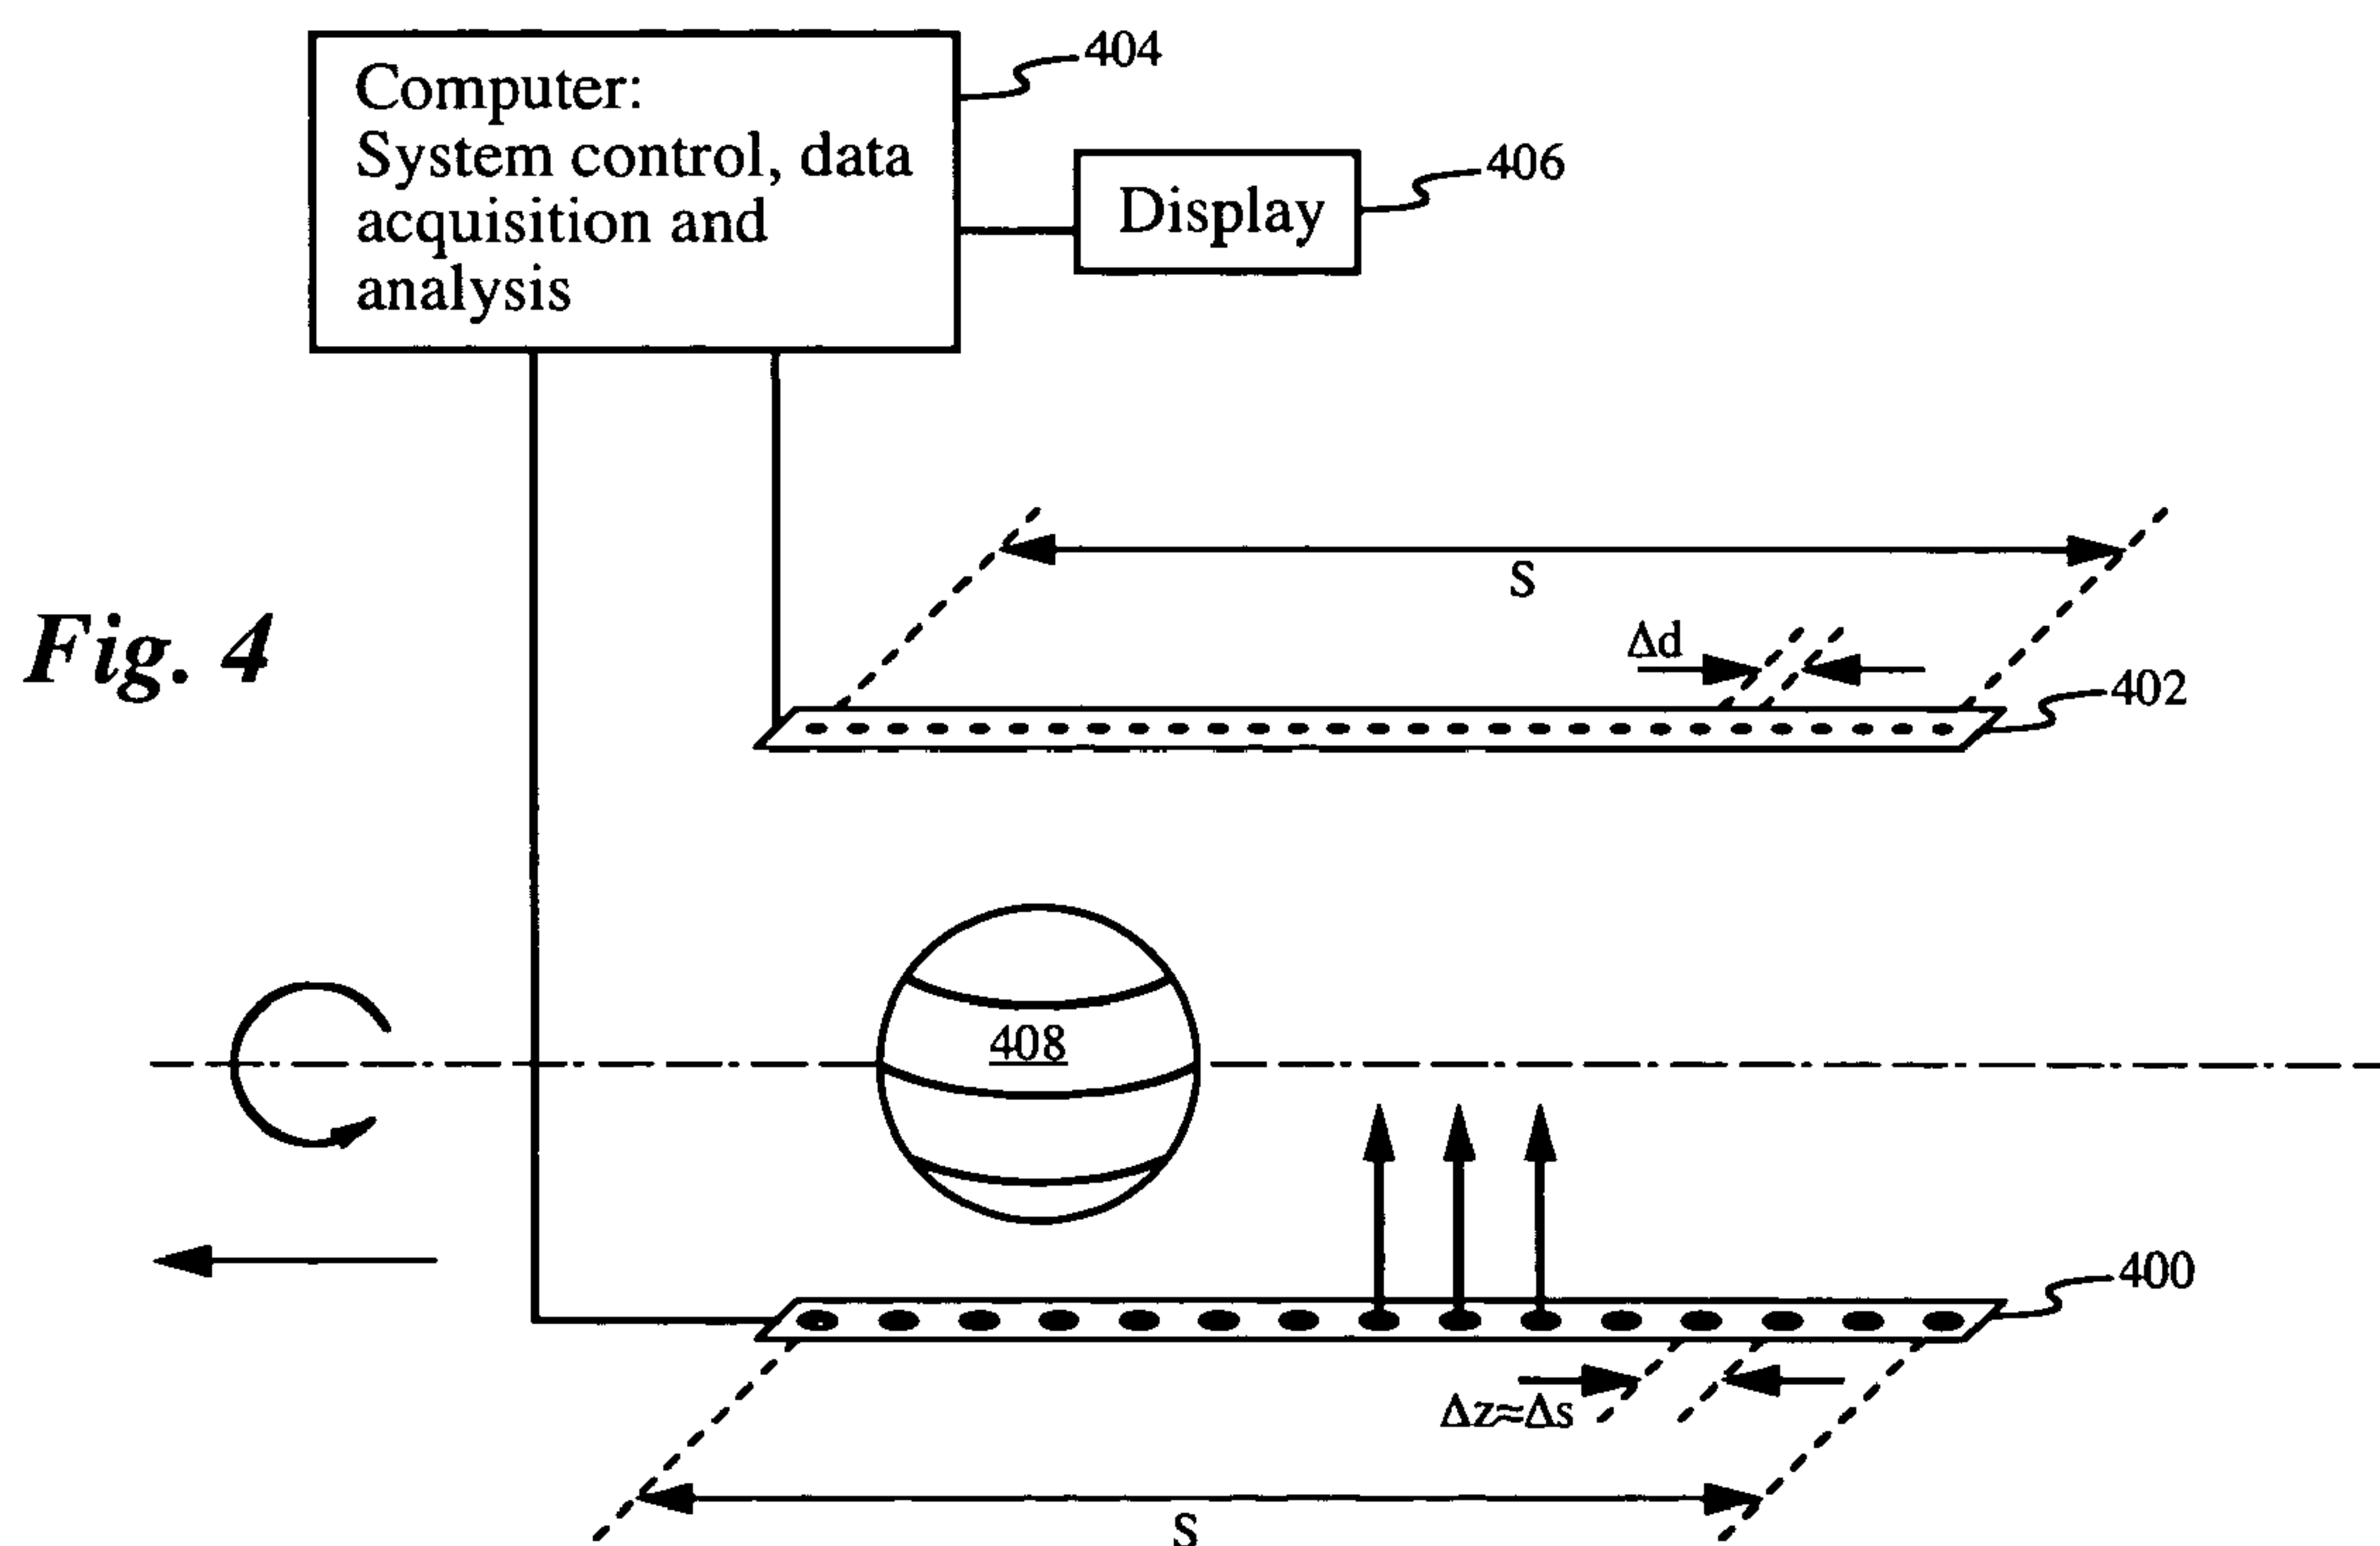 404
Computer:
System control, data
acquisition and
analysis
406
Display
S
Δd
Fig. 4
402
408
400
Δz≈Δs
S